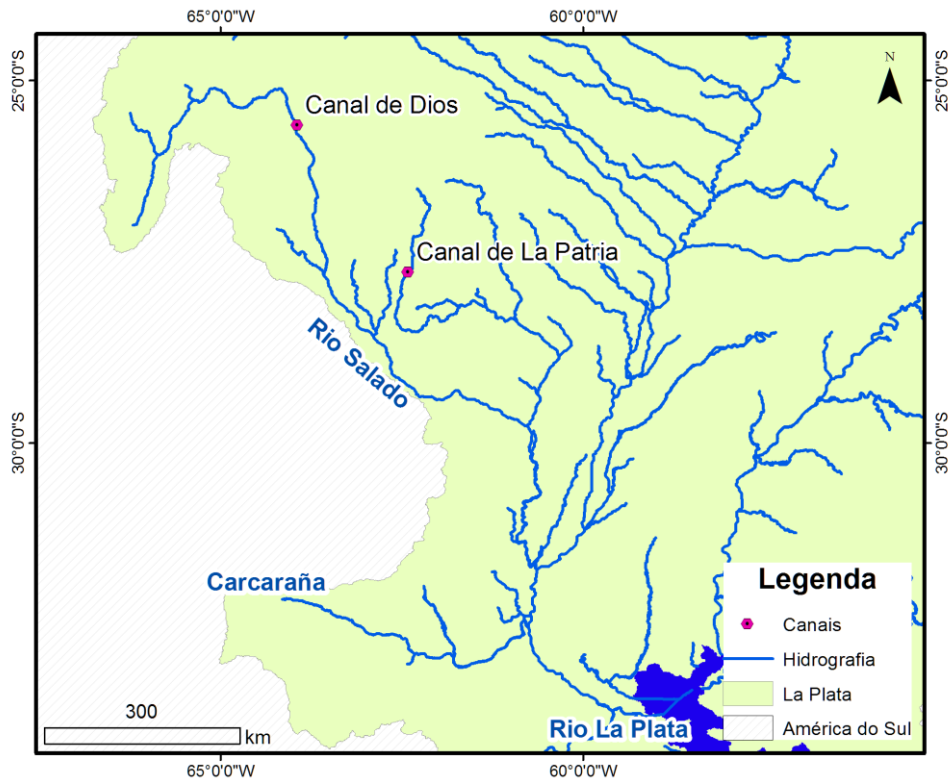 65°0'0"W
60°0'0"W
25°0'0"S
25°0'0"S
N
Canal de Dios
Canal de La Patria
Rio Salado
30°0'0"S
30°0'0"S
Carcaraña
Legenda
Canais
Hidrografia
La Plata
América do Sul
300
km
Rio La Plata
65°0'0"W
60°0'0"W